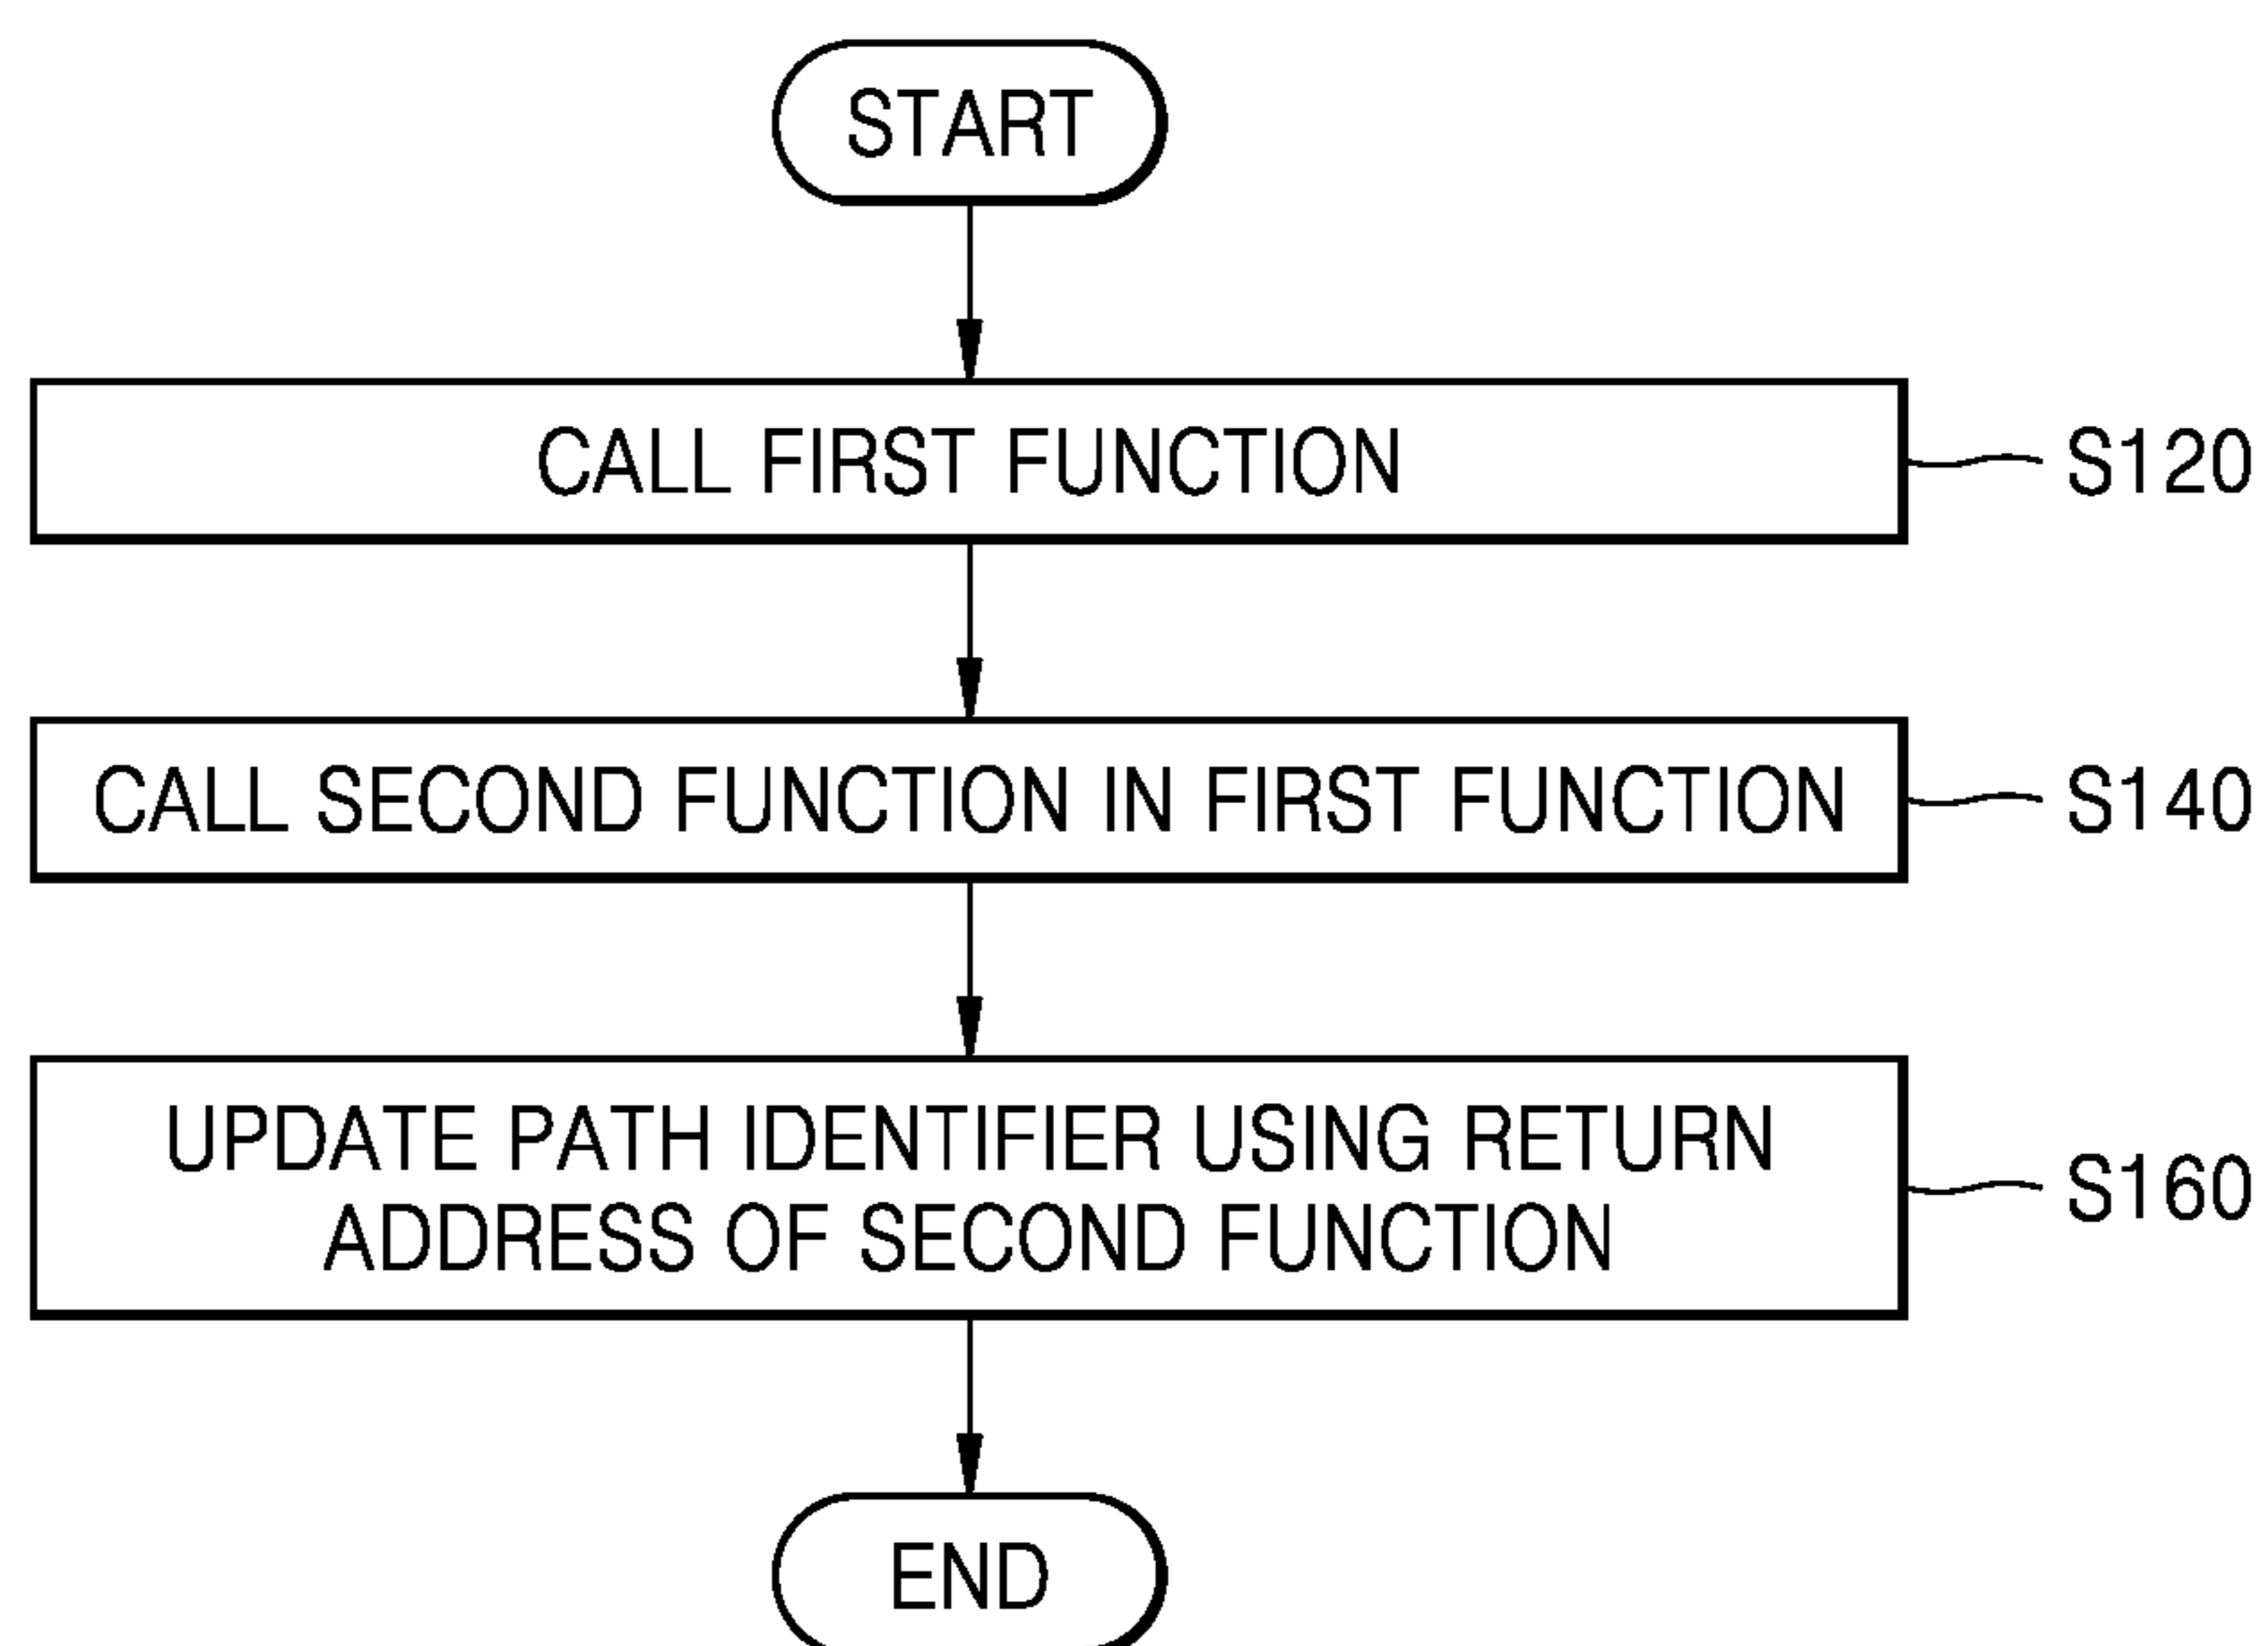 START
CALL FIRST FUNCTION
S120
CALL SECOND FUNCTION IN FIRST FUNCTION
S140
UPDATE PATH IDENTIFIER USING RETURN
ADDRESS OF SECOND FUNCTION
S160
END